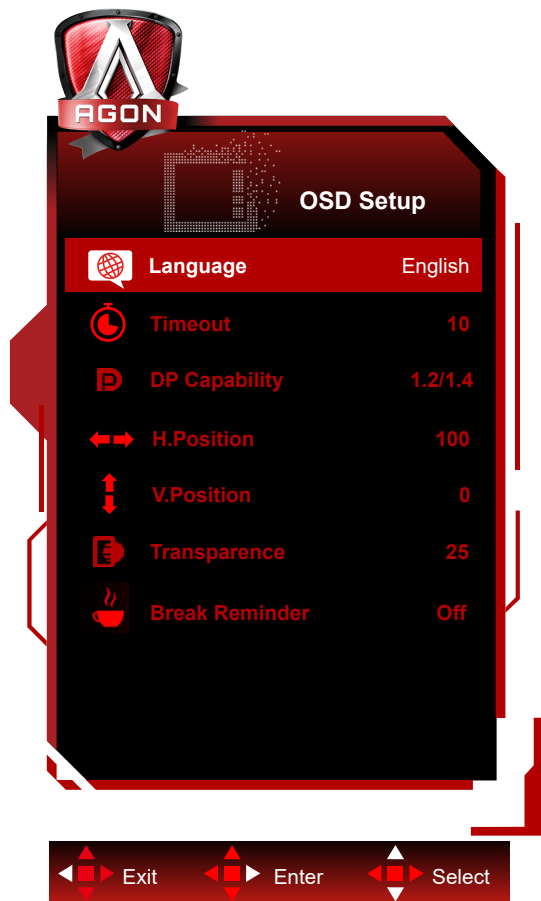 AGON
OSD Setup
Language English
Timeout 10
DP Capability 1.2/1.4
H.Position 100
V.Position 0
Transparence 25
Break Reminder Off
Exit Enter Select